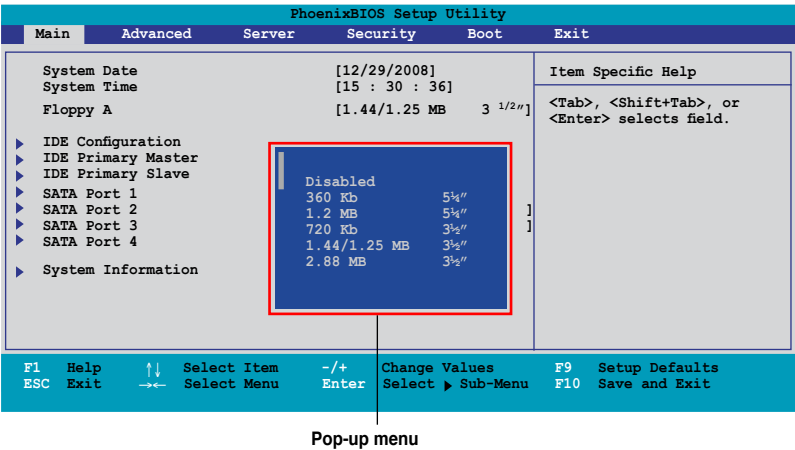 PhoenixBIOS Setup Utility
Main Advanced Server Security Boot Exit
System Date [12/29/2008]
System Time [15 : 30 : 36]
Floppy A [1.44/1.25 MB 3 1/2″]
IDE Configuration
IDE Primary Master
IDE Primary Slave
SATA Port 1
SATA Port 2 ]
SATA Port 3 ]
SATA Port 4
System Information
Disabled
360 Kb 5¼″
1.2 MB 5¼″
720 Kb 3½″
1.44/1.25 MB 3½″
2.88 MB 3½″
Item Specific Help
<Tab>, <Shift+Tab>, or
<Enter> selects field.
F1 Help ↑↓ Select Item -/+ Change Values F9 Setup Defaults
ESC Exit →← Select Menu Enter Select ▶ Sub-Menu F10 Save and Exit
Pop-up menu